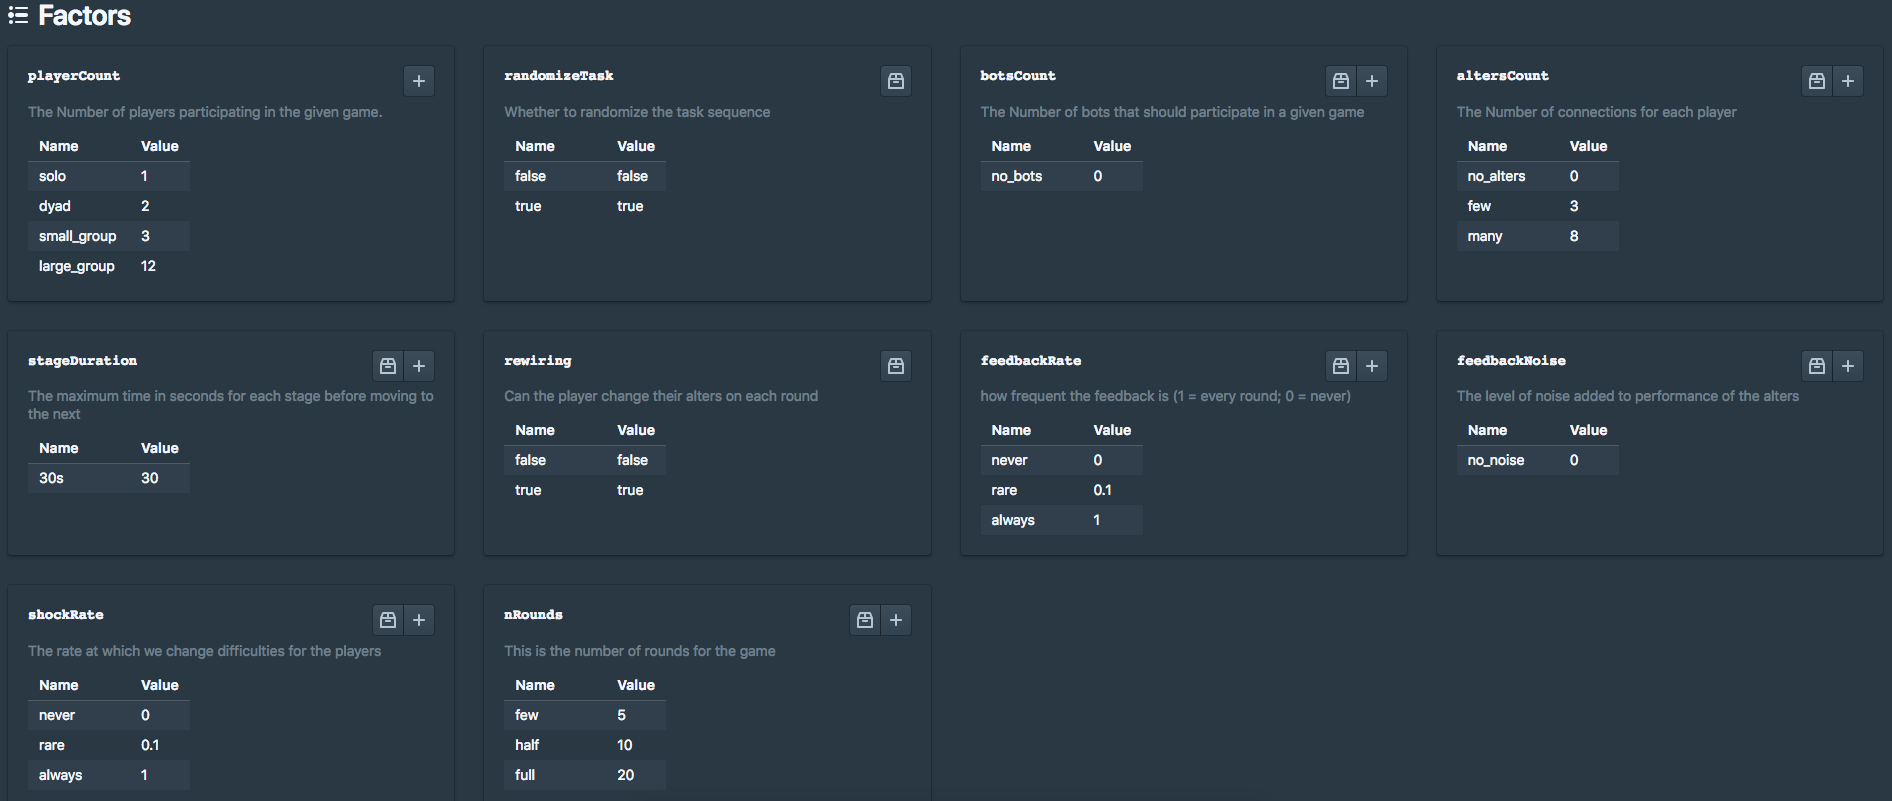 Factors
playerCount
The Number of players participating in the given game.
Name Value
solo 1
dyad 2
small_group 3
large_group 12
randomizeTask
Whether to randomize the task sequence
Name Value
false false
true true
botsCount
The Number of bots that should participate in a given game
Name Value
no_bots 0
altersCount
The Number of connections for each player
Name Value
no_alters 0
few 3
many 8
stageDuration
The maximum time in seconds for each stage before moving to
the next
Name Value
30s 30
rewiring
Can the player change their alters on each round
Name Value
false false
true true
feedbackRate
how frequent the feedback is (1 = every round; 0 = never)
Name Value
never 0
rare 0.1
always 1
feedbackNoise
The level of noise added to performance of the alters
Name Value
no_noise 0
shockRate
The rate at which we change difficulties for the players
Name Value
never 0
rare 0.1
always 1
nRounds
This is the number of rounds for the game
Name Value
few 5
half 10
full 20